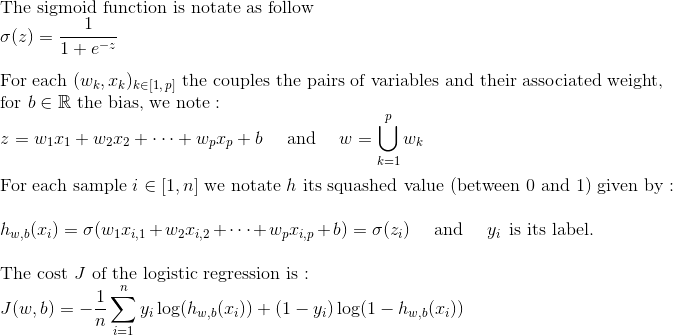 The sigmoid function is notate as follow
σ(z) = 1 / (1 + e^{−z})
For each (w_k, x_k)_{k∈[1,p]} the couples the pairs of variables and their associated weight,
for b ∈ ℝ the bias, we note :
z = w_1x_1 + w_2x_2 + ··· + w_px_p + b and w = ⋃_{k=1}^{p} w_k
For each sample i ∈ [1, n] we notate h its squashed value (between 0 and 1) given by :
h_{w,b}(x_i) = σ(w_1x_{i,1} + w_2x_{i,2} + ··· + w_px_{i,p} + b) = σ(z_i) and y_i is its label.
The cost J of the logistic regression is :
J(w, b) = −1/n ∑_{i=1}^{n} y_i log(h_{w,b}(x_i)) + (1 − y_i) log(1 − h_{w,b}(x_i))